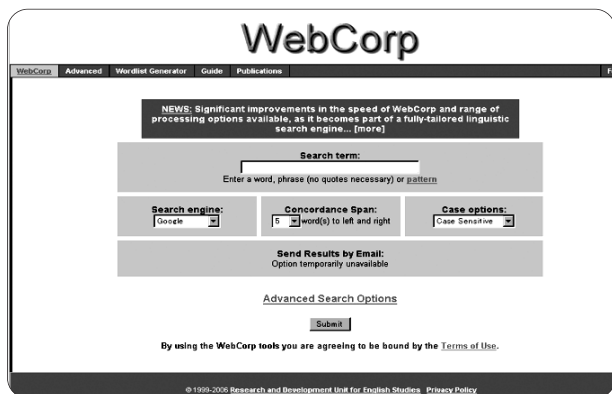 WebCorp
WebCorp Advanced Wordlist Generator Guide Publications
NEWS: Significant improvements in the speed of WebCorp and range of
processing options available, as it becomes part of a fully-tailored linguistic
search engine... [more]
Search term:
Enter a word, phrase (no quotes necessary) or pattern
Search engine: Concordance Span: Case options:
Google 5 word(s) to left and right Case Sensitive
Send Results by Email:
Option temporarily unavailable
Advanced Search Options
Submit
By using the WebCorp tools you are agreeing to be bound by the Terms of Use.
© 1999-2006 Research and Development Unit for English Studies Privacy Policy